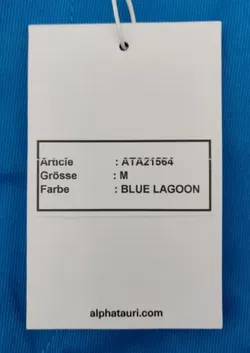 Article : ATA21564
Grösse : M
Farbe : BLUE LAGOON
alphatauri.com